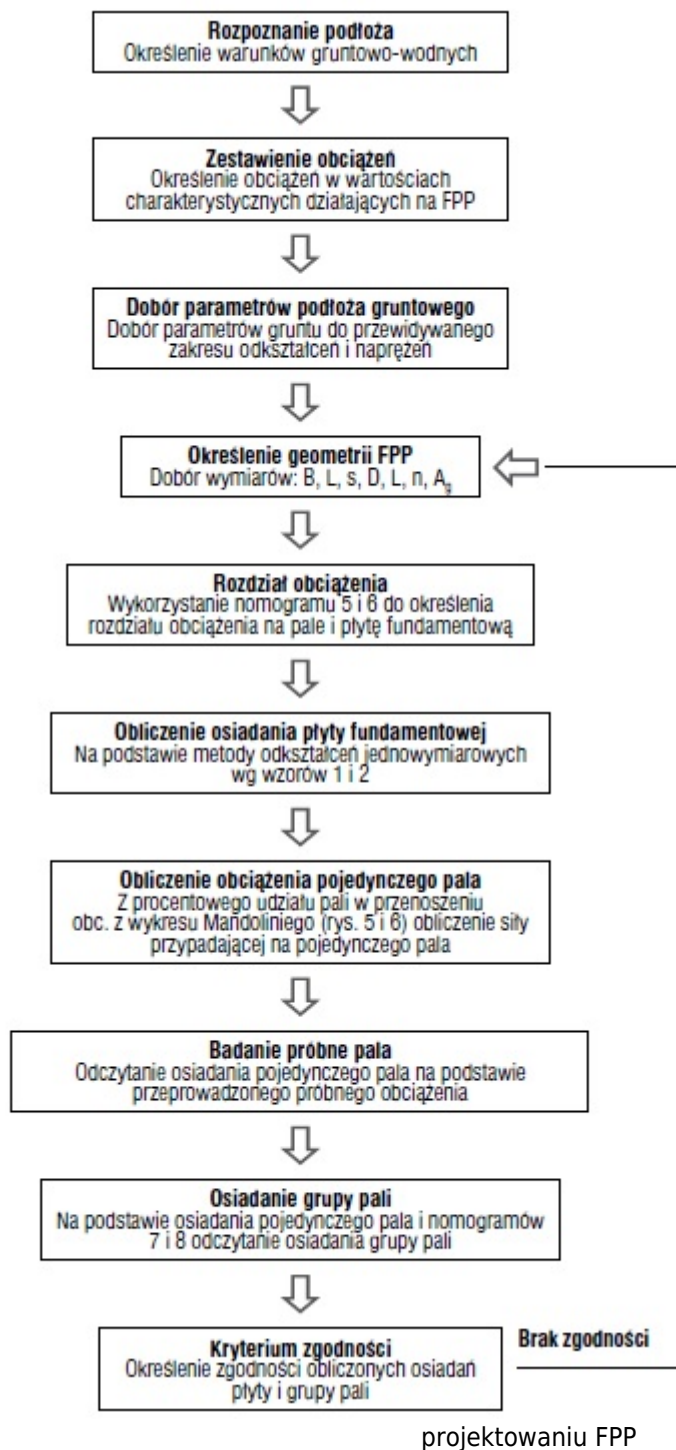 Rozpoznanie podłoża
Określenie warunków gruntowo-wodnych
Zestawienie obciążeń
Określenie obciążeń w wartościach
charakterystycznych działających na FPP
Dobór parametrów podłoża gruntowego
Dobór parametrów gruntu do przewidywanego
zakresu odkształceń i naprężeń
Określenie geometrii FPP
Dobór wymiarów: B, L, s, D, L, n, Ag
Rozdział obciążenia
Wykorzystanie nomogramu 5 i 6 do określenia
rozdziału obciążenia na pale i płytę fundamentową
Obliczenie osiadania płyty fundamentowej
Na podstawie metody odkształceń jednowymiarowych
wg wzorów 1 i 2
Obliczenie obciążenia pojedynczego pala
Z procentowego udziału pali w przenoszeniu
obc. z wykresu Mandoliniego (rys. 5 i 6) obliczenie siły
przypadającej na pojedynczego pala
Badanie próbne pala
Odczytanie osiadania pojedynczego pala na podstawie
przeprowadzonego próbnego obciążenia
Osiadanie grupy pali
Na podstawie osiadania pojedynczego pala i nomogramów
7 i 8 odczytanie osiadania grupy pali
Kryterium zgodności
Określenie zgodności obliczonych osiadań
płyty i grupy pali
Brak zgodności
projektowaniu FPP